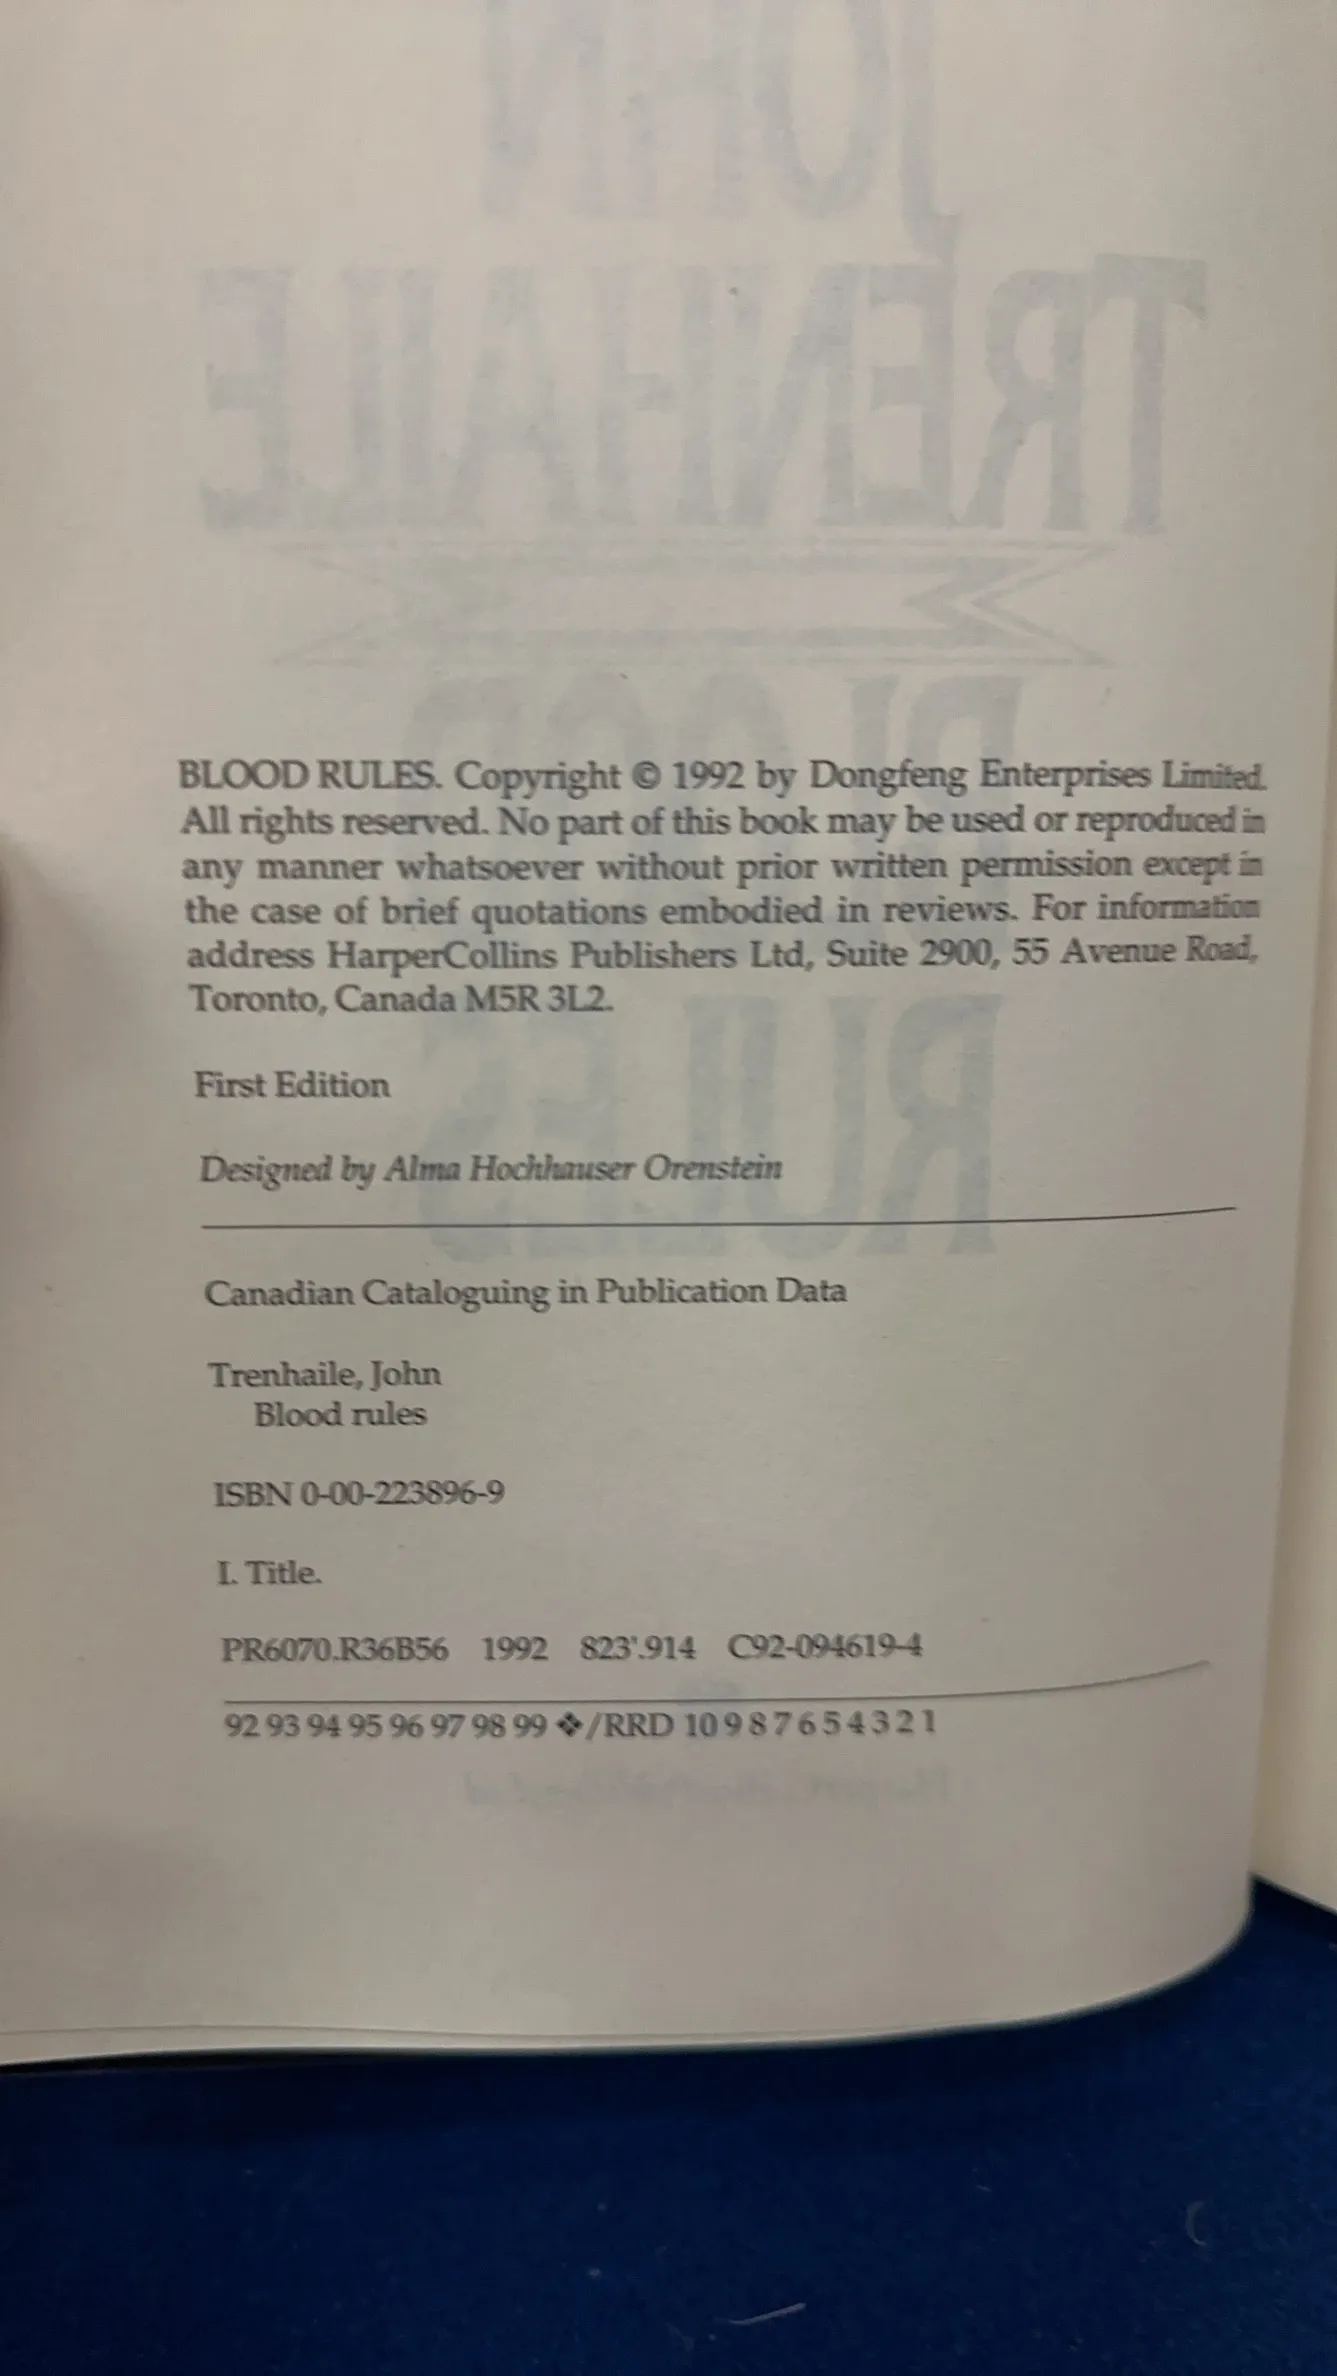 JOHN
TRENHAILE
BLOOD
RULES
BLOOD RULES. Copyright © 1992 by Dongfeng Enterprises Limited.
All rights reserved. No part of this book may be used or reproduced in
any manner whatsoever without prior written permission except in
the case of brief quotations embodied in reviews. For information
address HarperCollins Publishers Ltd, Suite 2900, 55 Avenue Road,
Toronto, Canada M5R 3L2.
First Edition
Designed by Alma Hochhauser Orenstein
Canadian Cataloguing in Publication Data
Trenhaile, John
Blood rules
ISBN 0-00-223896-9
I. Title.
PR6070.R36B56 1992 823'.914 C92-094619-4
92 93 94 95 96 97 98 99 ❖/RRD 10 9 8 7 6 5 4 3 2 1